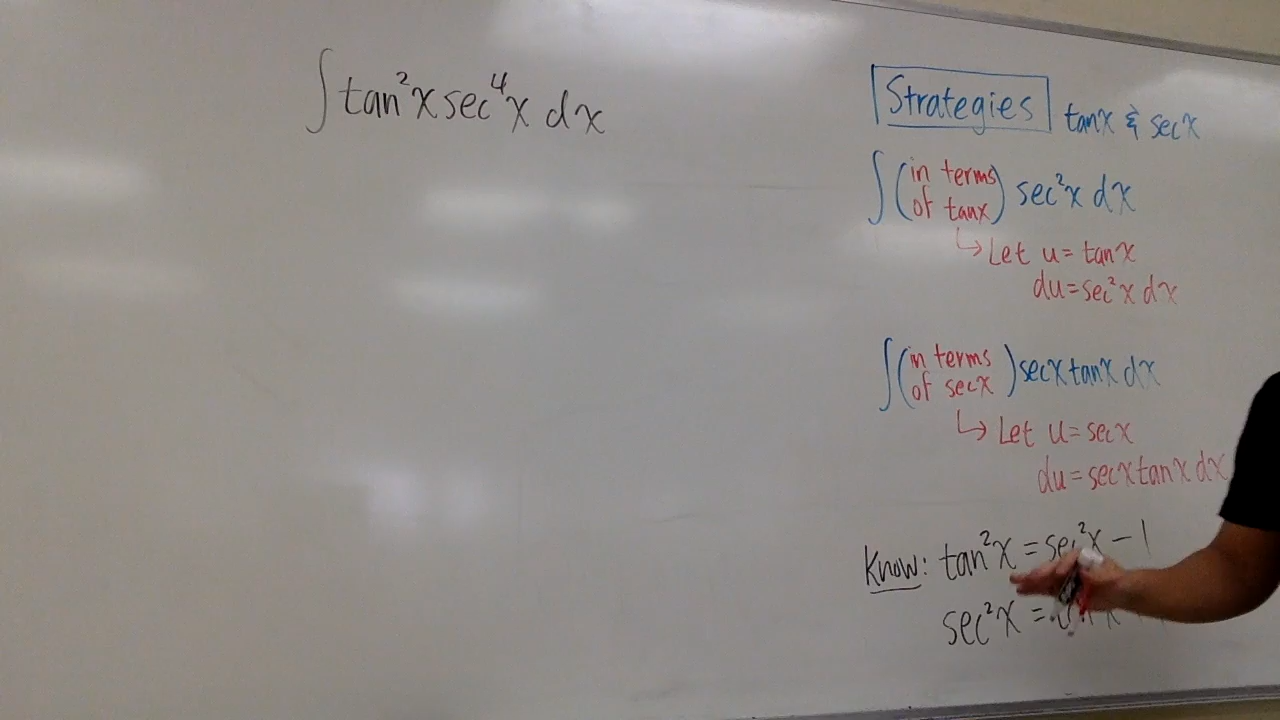 ∫ tan²x sec⁴x dx
Strategies tanx & secx
∫ (in terms of tanx) sec²x dx
↳ Let u = tanx
du = sec²x dx
∫ (in terms of secx) secx tanx dx
↳ Let u = secx
du = secx tanx dx
Know: tan²x = sec²x − 1
sec²x =